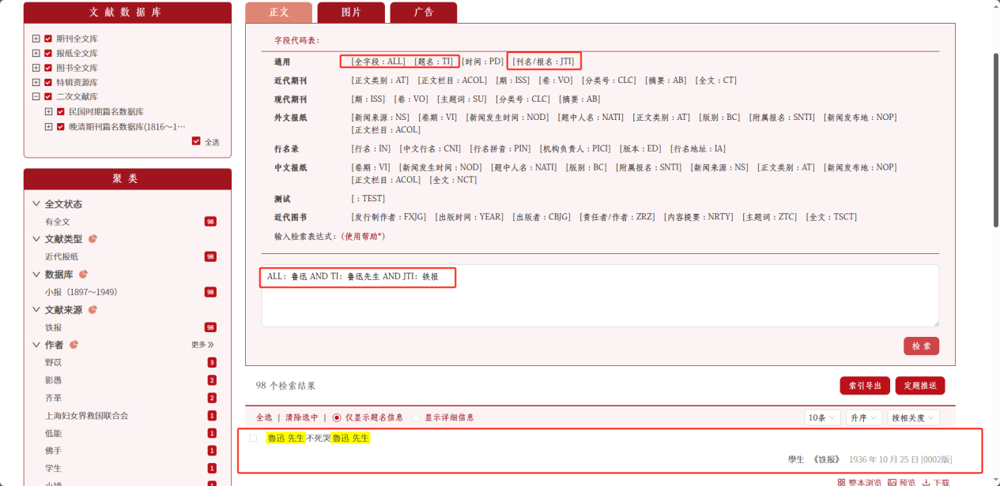 文献数据库
期刊全文库
报纸全文库
图书全文库
特辑资源库
二次文献库
民国时期篇名数据库
晚清期刊篇名数据库(1816～1…
全选
聚类
全文状态
有全文 98
文献类型
近代报纸 98
数据库
小报（1897～1949） 98
文献来源
铁报 98
作者 更多
野苡 3
影愚 2
齐革 2
上海妇女界救国联合会 1
低能 1
佛手 1
学生 1
正文 图片 广告
字段代码表：
通用 [全字段：ALL] [题名：TI] [时间：PD] [刊名/报名：JTI]
近代期刊 [正文类别：AT] [正文栏目：ACOL] [期：ISS] [卷：VO] [分类号：CLC] [摘要：AB] [全文：CT]
现代期刊 [期：ISS] [卷：VO] [主题词：SU] [分类号：CLC] [摘要：AB]
外文报纸 [新闻来源：NS] [卷期：VI] [新闻发生时间：NOD] [题中人名：NATI] [正文类别：AT] [版别：BC] [附属报名：SNTI] [新闻发布地：NOP]
[正文栏目：ACOL]
行名录 [行名：IN] [中文行名：CNI] [行名拼音：PIN] [机构负责人：PICI] [版本：ED] [行名地址：IA]
中文报纸 [卷期：VI] [新闻发生时间：NOD] [题中人名：NATI] [版别：BC] [附属报名：SNTI] [新闻来源：NS] [正文类别：AT] [新闻发布地：NOP]
[正文栏目：ACOL] [全文：NCT]
测试 [：TEST]
近代图书 [发行制作者：FXJG] [出版时间：YEAR] [出版者：CBJG] [责任者/作者：ZRZ] [内容提要：NRTY] [主题词：ZTC] [全文：TSCT]
输入检索表达式：(使用帮助*)
ALL：鲁迅 AND TI：鲁迅先生 AND JTI：铁报
检索
98 个检索结果 索引导出 定题推送
全选 | 清除选中 | 仅显示题名信息 显示详细信息 10条 升序 按相关度
魯迅 先生不死哭魯迅 先生
學生 《铁报》 1936 年 10 月 25 日 [0002版]
整本浏览 预览 下载